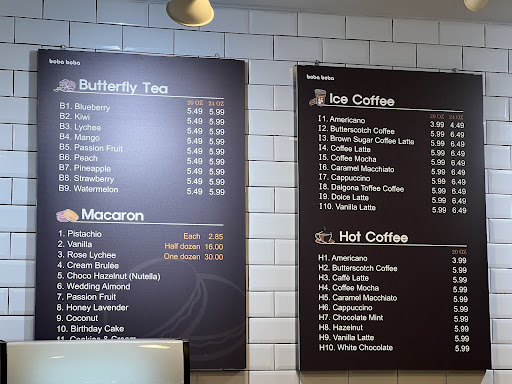 boba boba
Butterfly Tea
20 OZ 24 OZ
B1. Blueberry 5.49 5.99
B2. Kiwi 5.49 5.99
B3. Lychee 5.49 5.99
B4. Mango 5.49 5.99
B5. Passion Fruit 5.49 5.99
B6. Peach 5.49 5.99
B7. Pineapple 5.49 5.99
B8. Strawberry 5.49 5.99
B9. Watermelon 5.49 5.99
Macaron
1. Pistachio Each 2.85
2. Vanilla Half dozen 16.00
3. Rose Lychee One dozen 30.00
4. Cream Brulee
5. Choco Hazelnut (Nutella)
6. Wedding Almond
7. Passion Fruit
8. Honey Lavender
9. Coconut
10. Birthday Cake
11. Cookies & Cream
boba boba
Ice Coffee
20 OZ 24 OZ
I1. Americano 3.99 4.49
I2. Butterscotch Coffee 5.99 6.49
I3. Brown Sugar Coffee Latte 5.99 6.49
I4. Coffee Latte 5.99 6.49
I5. Coffee Mocha 5.99 6.49
I6. Caramel Macchiato 5.99 6.49
I7. Cappuccino 5.99 6.49
I8. Dalgona Toffee Coffee 5.99 6.49
I9. Dolce Latte 5.99 6.49
I10. Vanilla Latte 5.99 6.49
Hot Coffee
20 OZ
H1. Americano 3.99
H2. Butterscotch Coffee 5.99
H3. Caffè Latte 5.99
H4. Coffee Mocha 5.99
H5. Caramel Macchiato 5.99
H6. Cappuccino 5.99
H7. Chocolate Mint 5.99
H8. Hazelnut 5.99
H9. Vanilla Latte 5.99
H10. White Chocolate 5.99